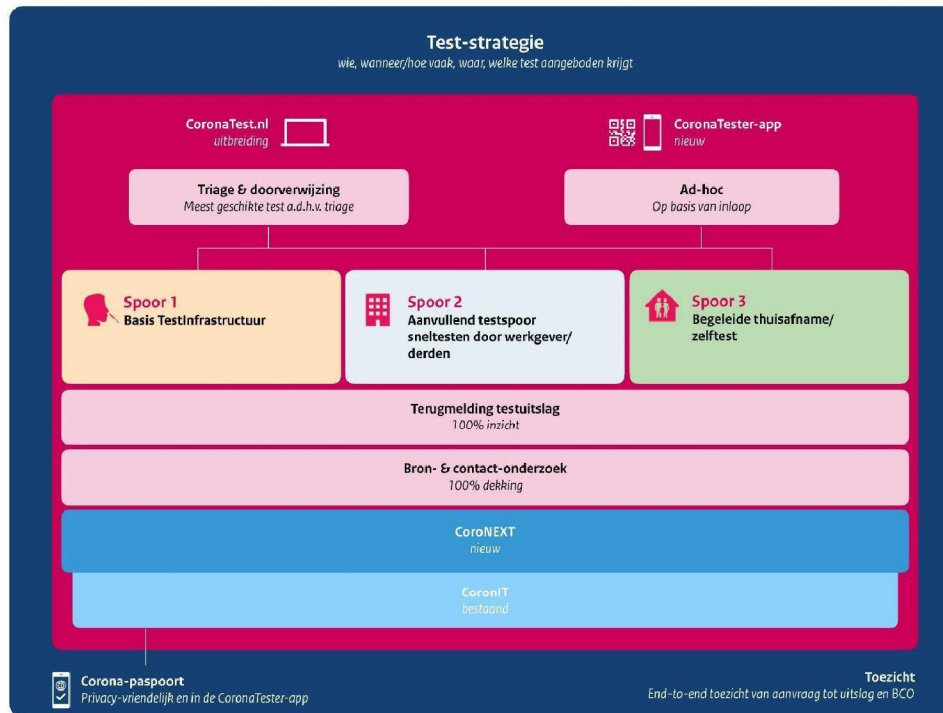 Test-strategie
wie, wanneer/hoe vaak, waar, welke test aangeboden krijgt
CoronaTest.nl
uitbreiding
CoronaTester-app
nieuw
Triage & doorverwijzing
Meest geschikte test a.d.h.v. triage
Ad-hoc
Op basis van inloop
Spoor 1
Basis TestInfrastructuur
Spoor 2
Aanvullend testspoor
sneltesten door werkgever/
derden
Spoor 3
Begeleide thuisafname/
zelftest
Terugmelding testuitslag
100% inzicht
Bron- & contact-onderzoek
100% dekking
CoroNEXT
nieuw
CoronIT
bestaand
Corona-paspoort
Privacy-vriendelijk en in de CoronaTester-app
Toezicht
End-to-end toezicht van aanvraag tot uitslag en BCO